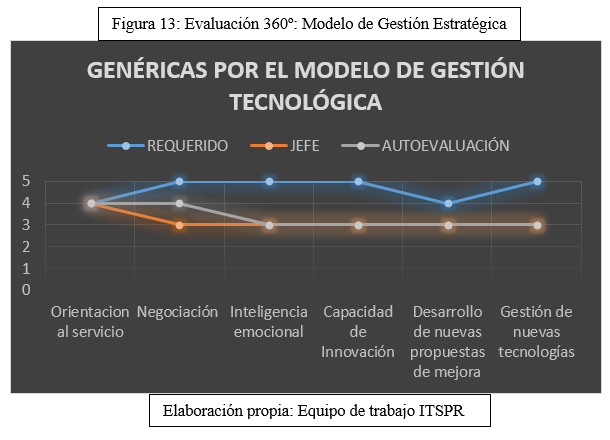 Figura 13: Evaluación 360º: Modelo de Gestión Estratégica
GENÉRICAS POR EL MODELO DE GESTIÓN
TECNOLÓGICA
REQUERIDO JEFE AUTOEVALUACIÓN
5
4
3
2
1
0
Orientacion al servicio
Negociación
Inteligencia emocional
Capacidad de Innovación
Desarrollo de nuevas propuestas de mejora
Gestión de nuevas tecnologías
Elaboración propia: Equipo de trabajo ITSPR